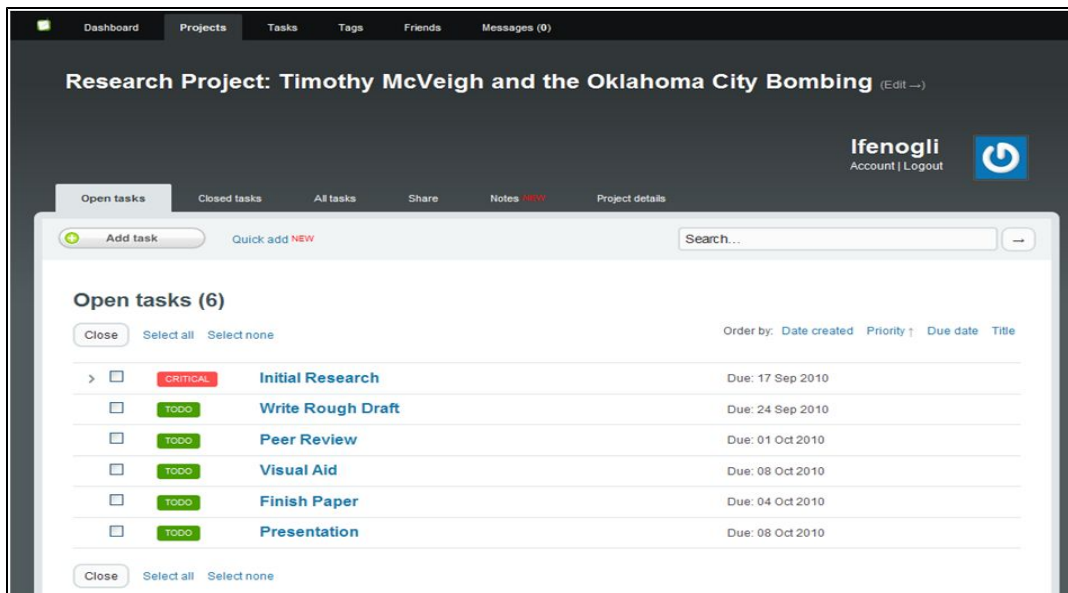 Dashboard Projects Tasks Tags Friends Messages (0)
Research Project: Timothy McVeigh and the Oklahoma City Bombing (Edit →)
lfenogli
Account | Logout
Open tasks Closed tasks All tasks Share Notes NEW Project details
Add task Quick add NEW Search... →
Open tasks (6)
Close Select all Select none Order by: Date created Priority ↑ Due date Title
CRITICAL Initial Research Due: 17 Sep 2010
TODO Write Rough Draft Due: 24 Sep 2010
TODO Peer Review Due: 01 Oct 2010
TODO Visual Aid Due: 08 Oct 2010
TODO Finish Paper Due: 04 Oct 2010
TODO Presentation Due: 08 Oct 2010
Close Select all Select none